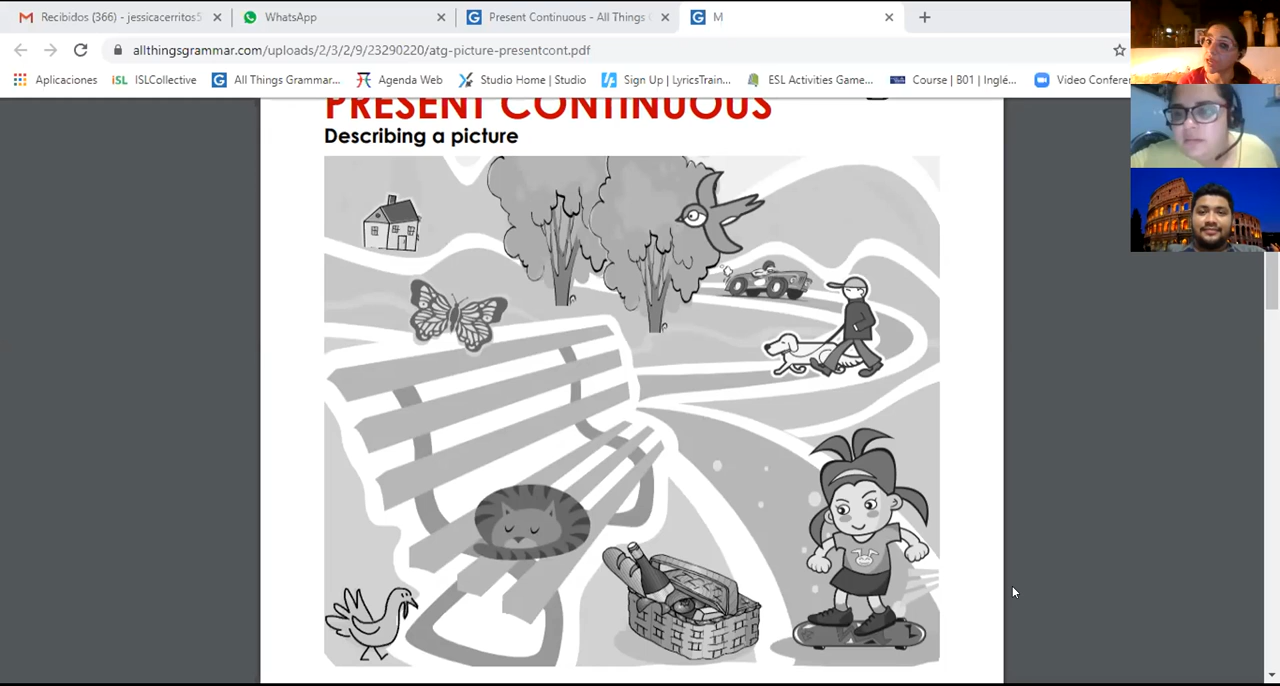 Recibidos (366) - jessicacerritos5
WhatsApp
Present Continuous - All Things G
M
allthingsgrammar.com/uploads/2/3/2/9/23290220/atg-picture-presentcont.pdf
Aplicaciones
iSL ISLCollective
All Things Grammar...
Agenda Web
Studio Home | Studio
Sign Up | LyricsTrain...
ESL Activities Game...
Course | B01 | Inglé...
Video Conferen
PRESENT CONTINUOUS
Describing a picture